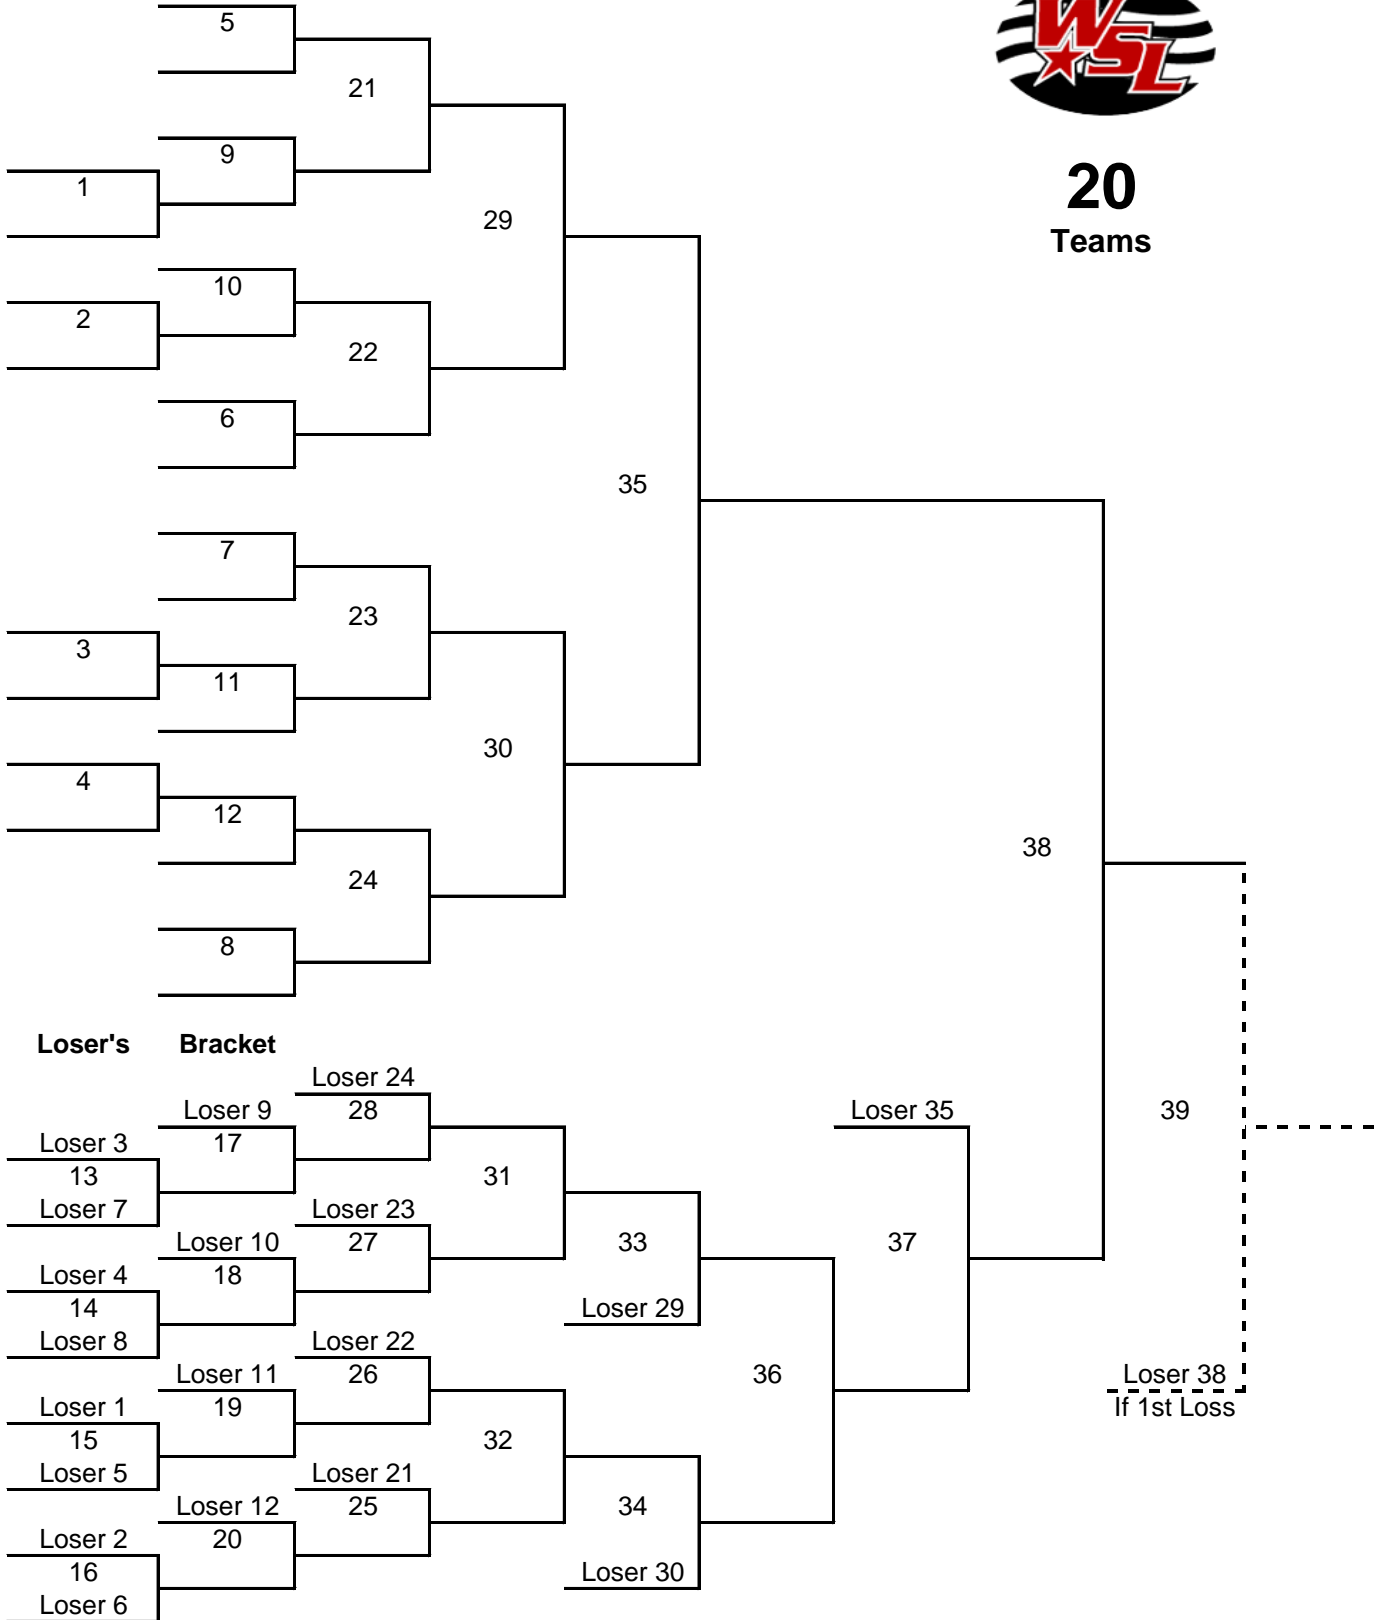 WSL
20
Teams
5
21
9
1
29
10
2
22
6
35
7
23
3
11
30
4
12
38
24
8
Loser's Bracket
Loser 24
Loser 9
28
Loser 35
39
Loser 3
17
13
31
Loser 7
Loser 23
Loser 10
27
33
37
Loser 4
18
14
Loser 29
Loser 8
Loser 22
Loser 11
26
36
Loser 38
Loser 1
19
If 1st Loss
15
32
Loser 5
Loser 21
Loser 12
25
34
Loser 2
20
16
Loser 30
Loser 6